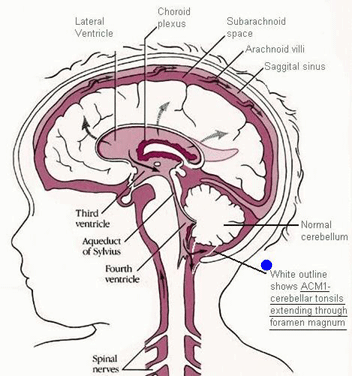 Lateral
Ventricle
Choroid
plexus
Subarachnoid
space
Arachnoid villi
Saggital sinus
Third
ventricle
Aqueduct
of Sylvius
Fourth
ventricle
Normal
cerebellum
White outline
shows ACM1-
cerebellar tonsils
extending through
foramen magnum
Spinal
nerves